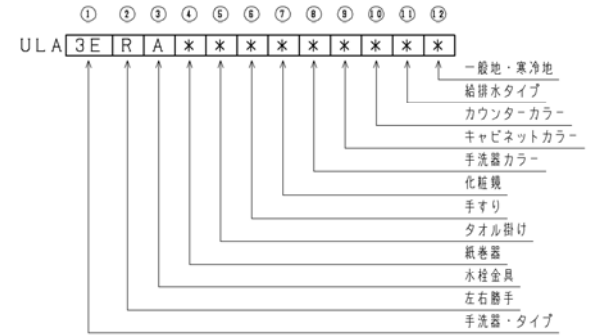 ① ② ③ ④ ⑤ ⑥ ⑦ ⑧ ⑨ ⑩ ⑪ ⑫
ULA 3E R A * * * * * * * * *
一般地・寒冷地
給排水タイプ
カウンターカラー
キャビネットカラー
手洗器カラー
化粧鏡
手すり
タオル掛け
紙巻器
水栓金具
左右勝手
手洗器・タイプ